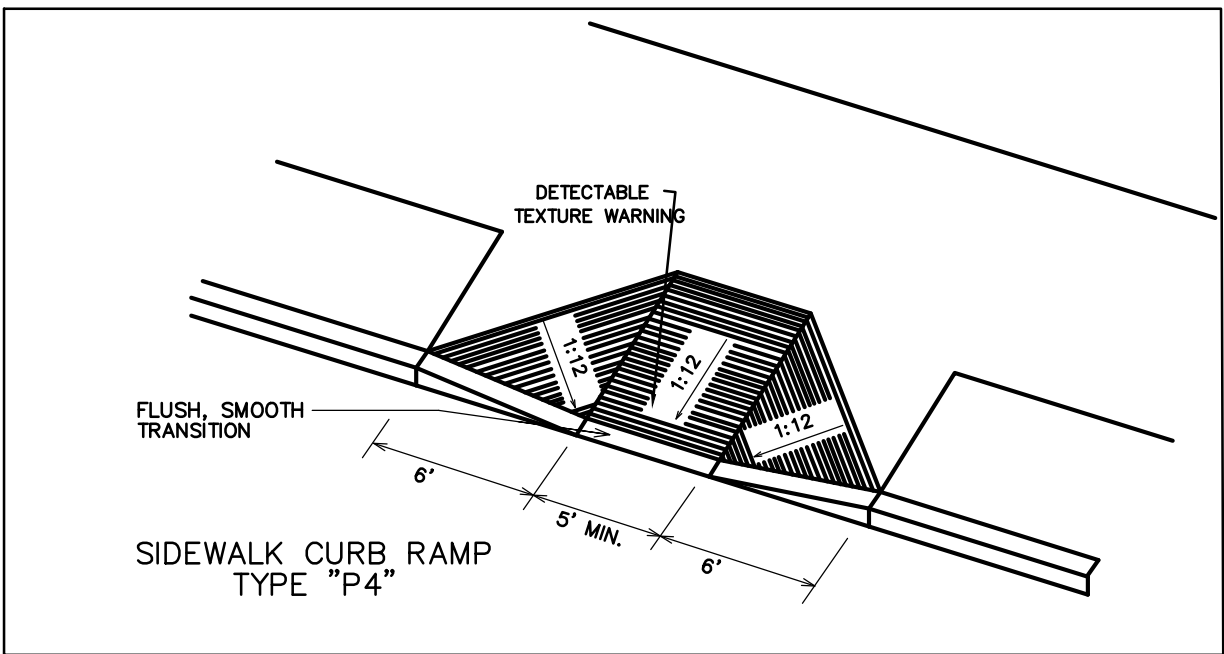 DETECTABLE
TEXTURE WARNING
1:12
1:12
1:12
FLUSH, SMOOTH
TRANSITION
6'
5' MIN.
6'
SIDEWALK CURB RAMP
TYPE "P4"